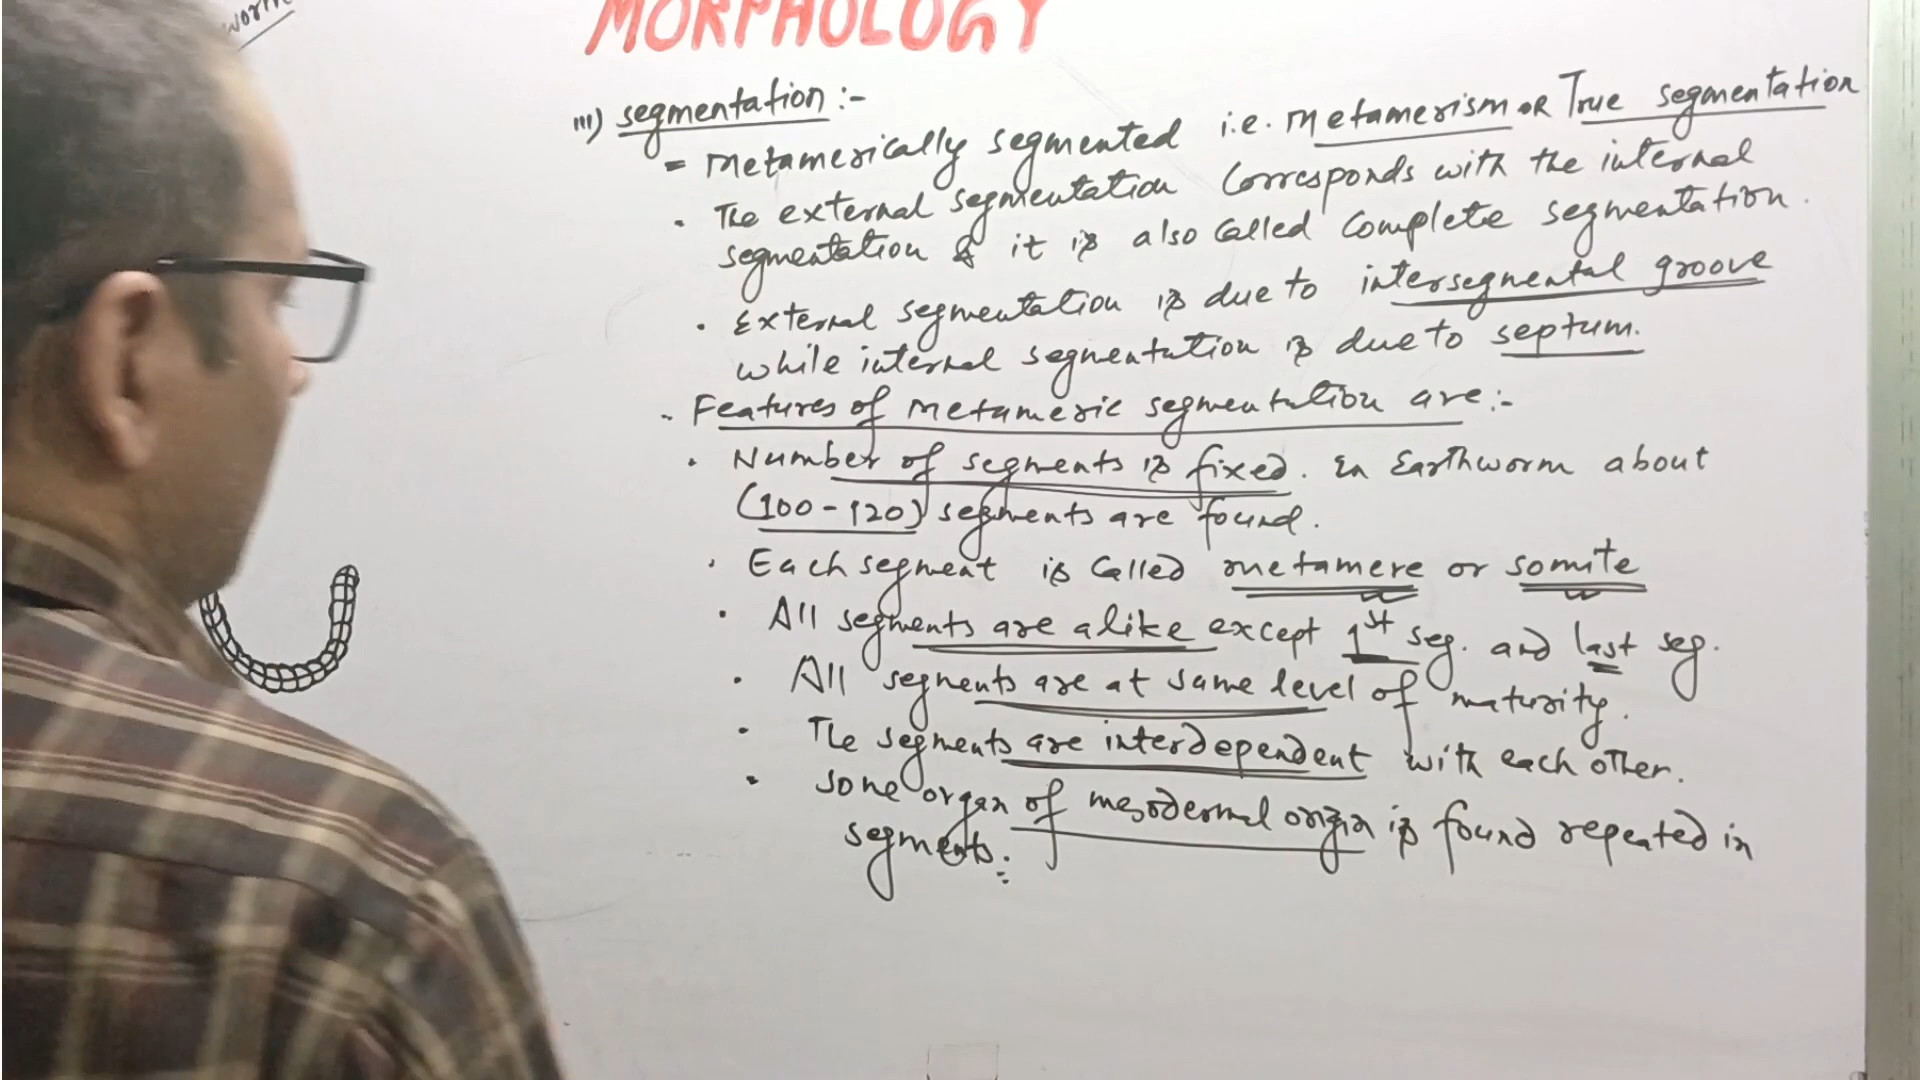 worm
MORPHOLOGY
iii) segmentation :-
= Metamerically segmented i.e. Metamerism OR True segmentation
• The external segmentation corresponds with the internal
segmentation & it is also called complete segmentation.
• External segmentation is due to intersegmental groove
while internal segmentation is due to septum.
- Features of Metameric segmentation are:-
• Number of segments is fixed. In Earthworm about
(100-120) segments are found.
• Each segment is called metamere or somite
• All segments are alike except 1st seg. and last seg.
• All segments are at same level of maturity.
• The segments are interdependent with each other.
• Some organ of mesodermal origin is found repeated in
segments.